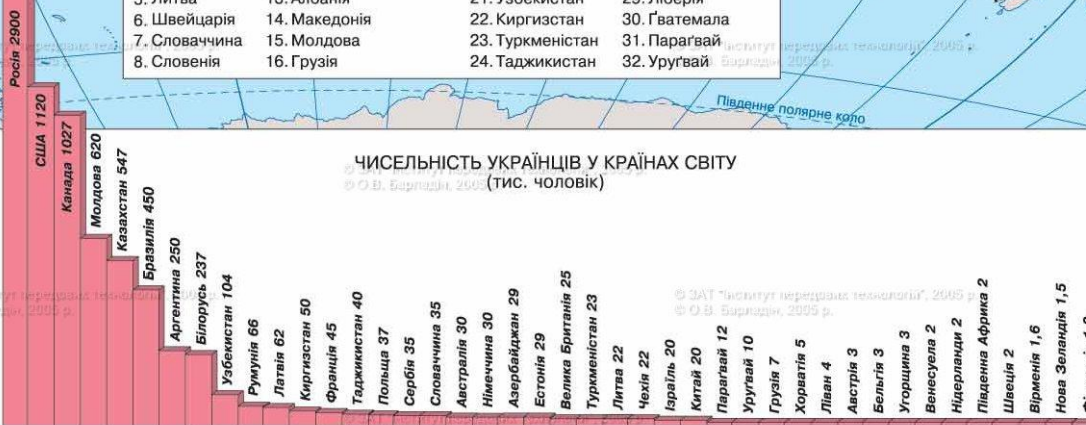 5. Литва
13. Албанія
21. Узбекистан
29. Ліберія
6. Швейцарія
14. Македонія
22. Киргизстан
30. Ґватемала
7. Словаччина
15. Молдова
23. Туркменістан
31. Параґвай
8. Словенія
16. Грузія
24. Таджикистан
32. Уруґвай
Південне полярне коло
ЧИСЕЛЬНІСТЬ УКРАЇНЦІВ У КРАЇНАХ СВІТУ
(тис. чоловік)
Росія 2900
США 1120
Канада 1027
Молдова 620
Казахстан 547
Бразилія 450
Аргентина 250
Білорусь 237
Узбекистан 104
Румунія 66
Латвія 62
Киргизстан 50
Франція 45
Таджикистан 40
Польща 37
Сербія 35
Словаччина 35
Австралія 30
Німеччина 30
Азербайджан 29
Естонія 29
Велика Британія 25
Туркменістан 23
Литва 22
Чехія 22
Ізраїль 20
Китай 20
Параґвай 12
Уруґвай 10
Грузія 7
Хорватія 5
Ліван 4
Австрія 3
Бельгія 3
Угорщина 3
Венесуела 2
Нідерланди 2
Південна Африка 2
Швеція 2
Вірменія 1,6
Нова Зеландія 1,5
© ЗАТ "Інститут передових технологій", 2005 р.
© О.В. Барладін, 2005 р.